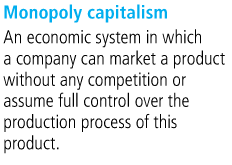 Monopoly capitalism
An economic system in which
a company can market a product
without any competition or
assume full control over the
production process of this
product.